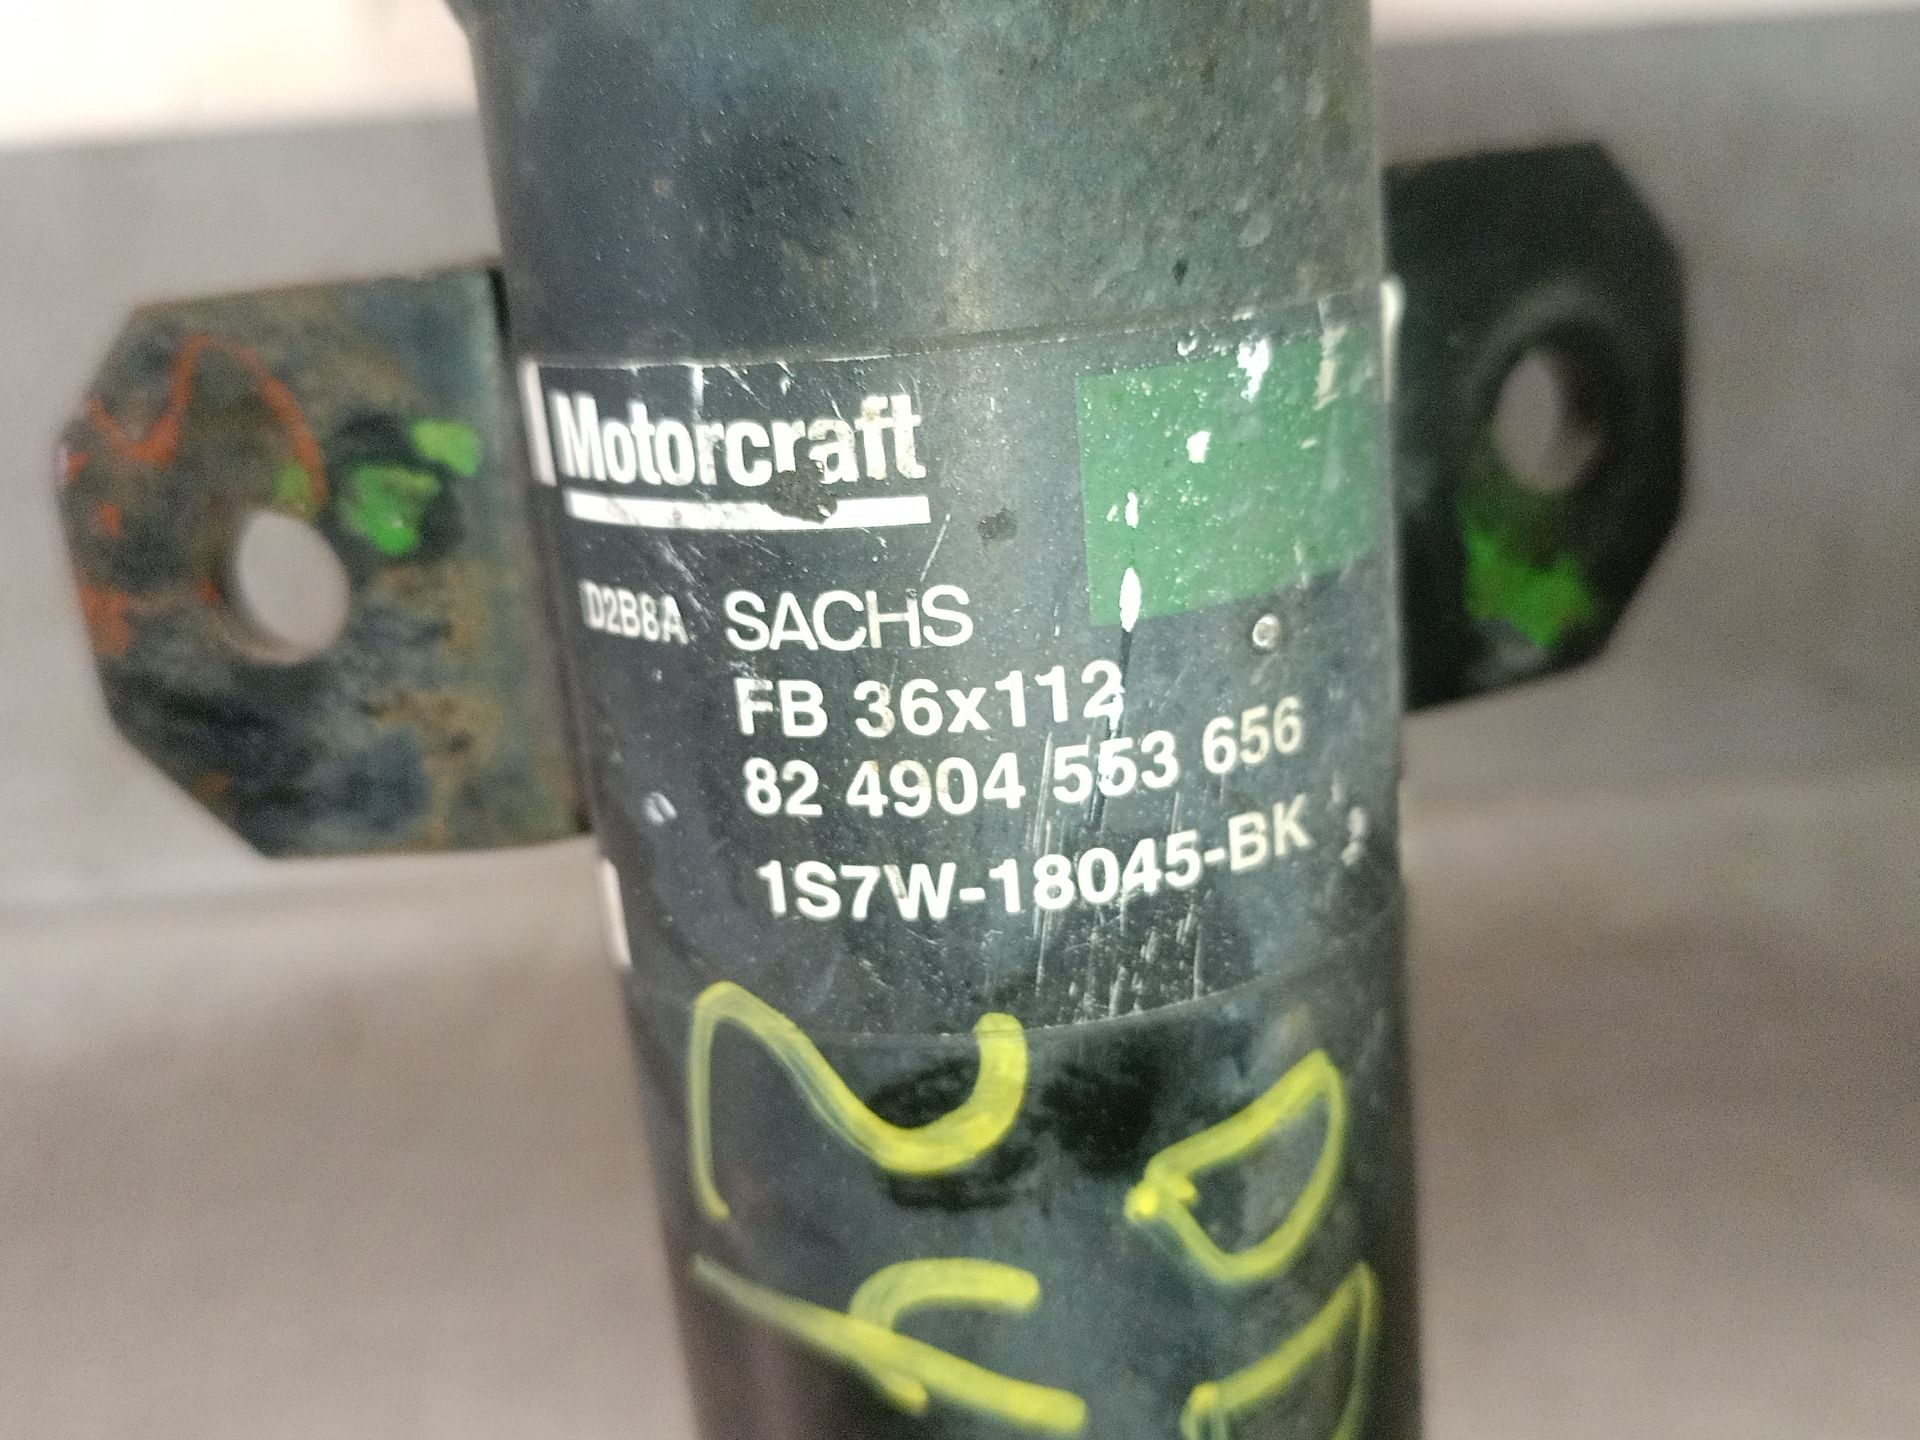 Motorcraft
D2B8A SACHS
FB 36x112
82 4904 553 656
1S7W-18045-BK